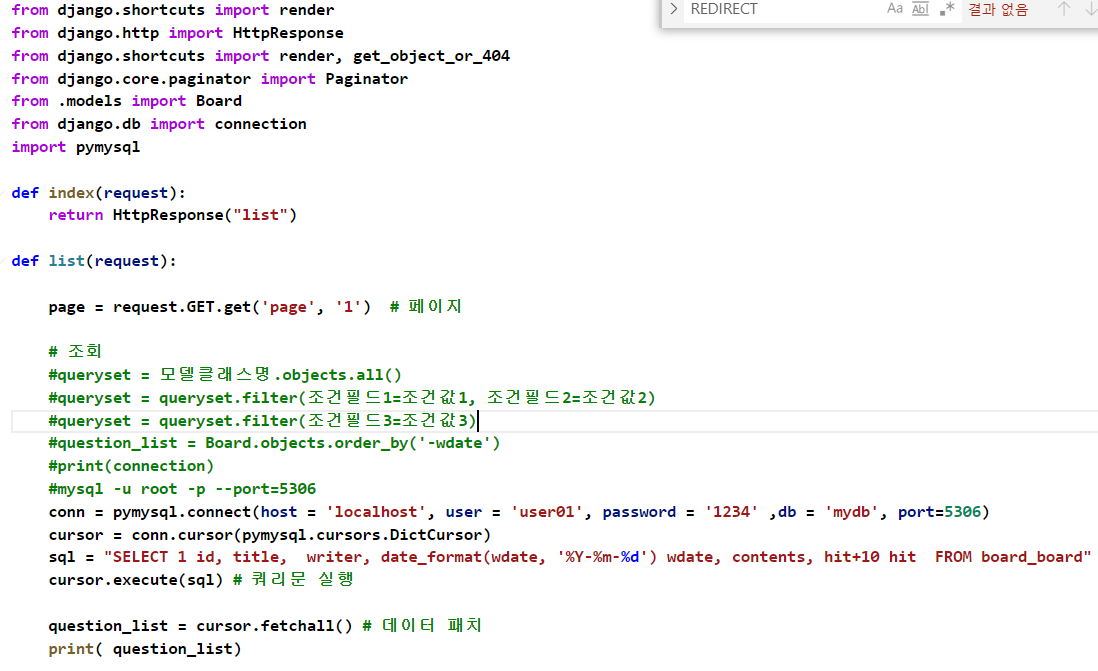 from django.shortcuts import render
REDIRECT Aa Abl .* 결과 없음
from django.http import HttpResponse
from django.shortcuts import render, get_object_or_404
from django.core.paginator import Paginator
from .models import Board
from django.db import connection
import pymysql
def index(request):
    return HttpResponse("list")
def list(request):
    page = request.GET.get('page', '1')  # 페이지
    # 조회
    #queryset = 모델클래스명.objects.all()
    #queryset = queryset.filter(조건필드1=조건값1, 조건필드2=조건값2)
    #queryset = queryset.filter(조건필드3=조건값3)
    #question_list = Board.objects.order_by('-wdate')
    #print(connection)
    #mysql -u root -p --port=5306
    conn = pymysql.connect(host = 'localhost', user = 'user01', password = '1234' ,db = 'mydb', port=5306)
    cursor = conn.cursor(pymysql.cursors.DictCursor)
    sql = "SELECT 1 id, title,  writer, date_format(wdate, '%Y-%m-%d') wdate, contents, hit+10 hit  FROM board_board"
    cursor.execute(sql) # 쿼리문 실행
    question_list = cursor.fetchall() # 데이터 패치
    print( question_list)